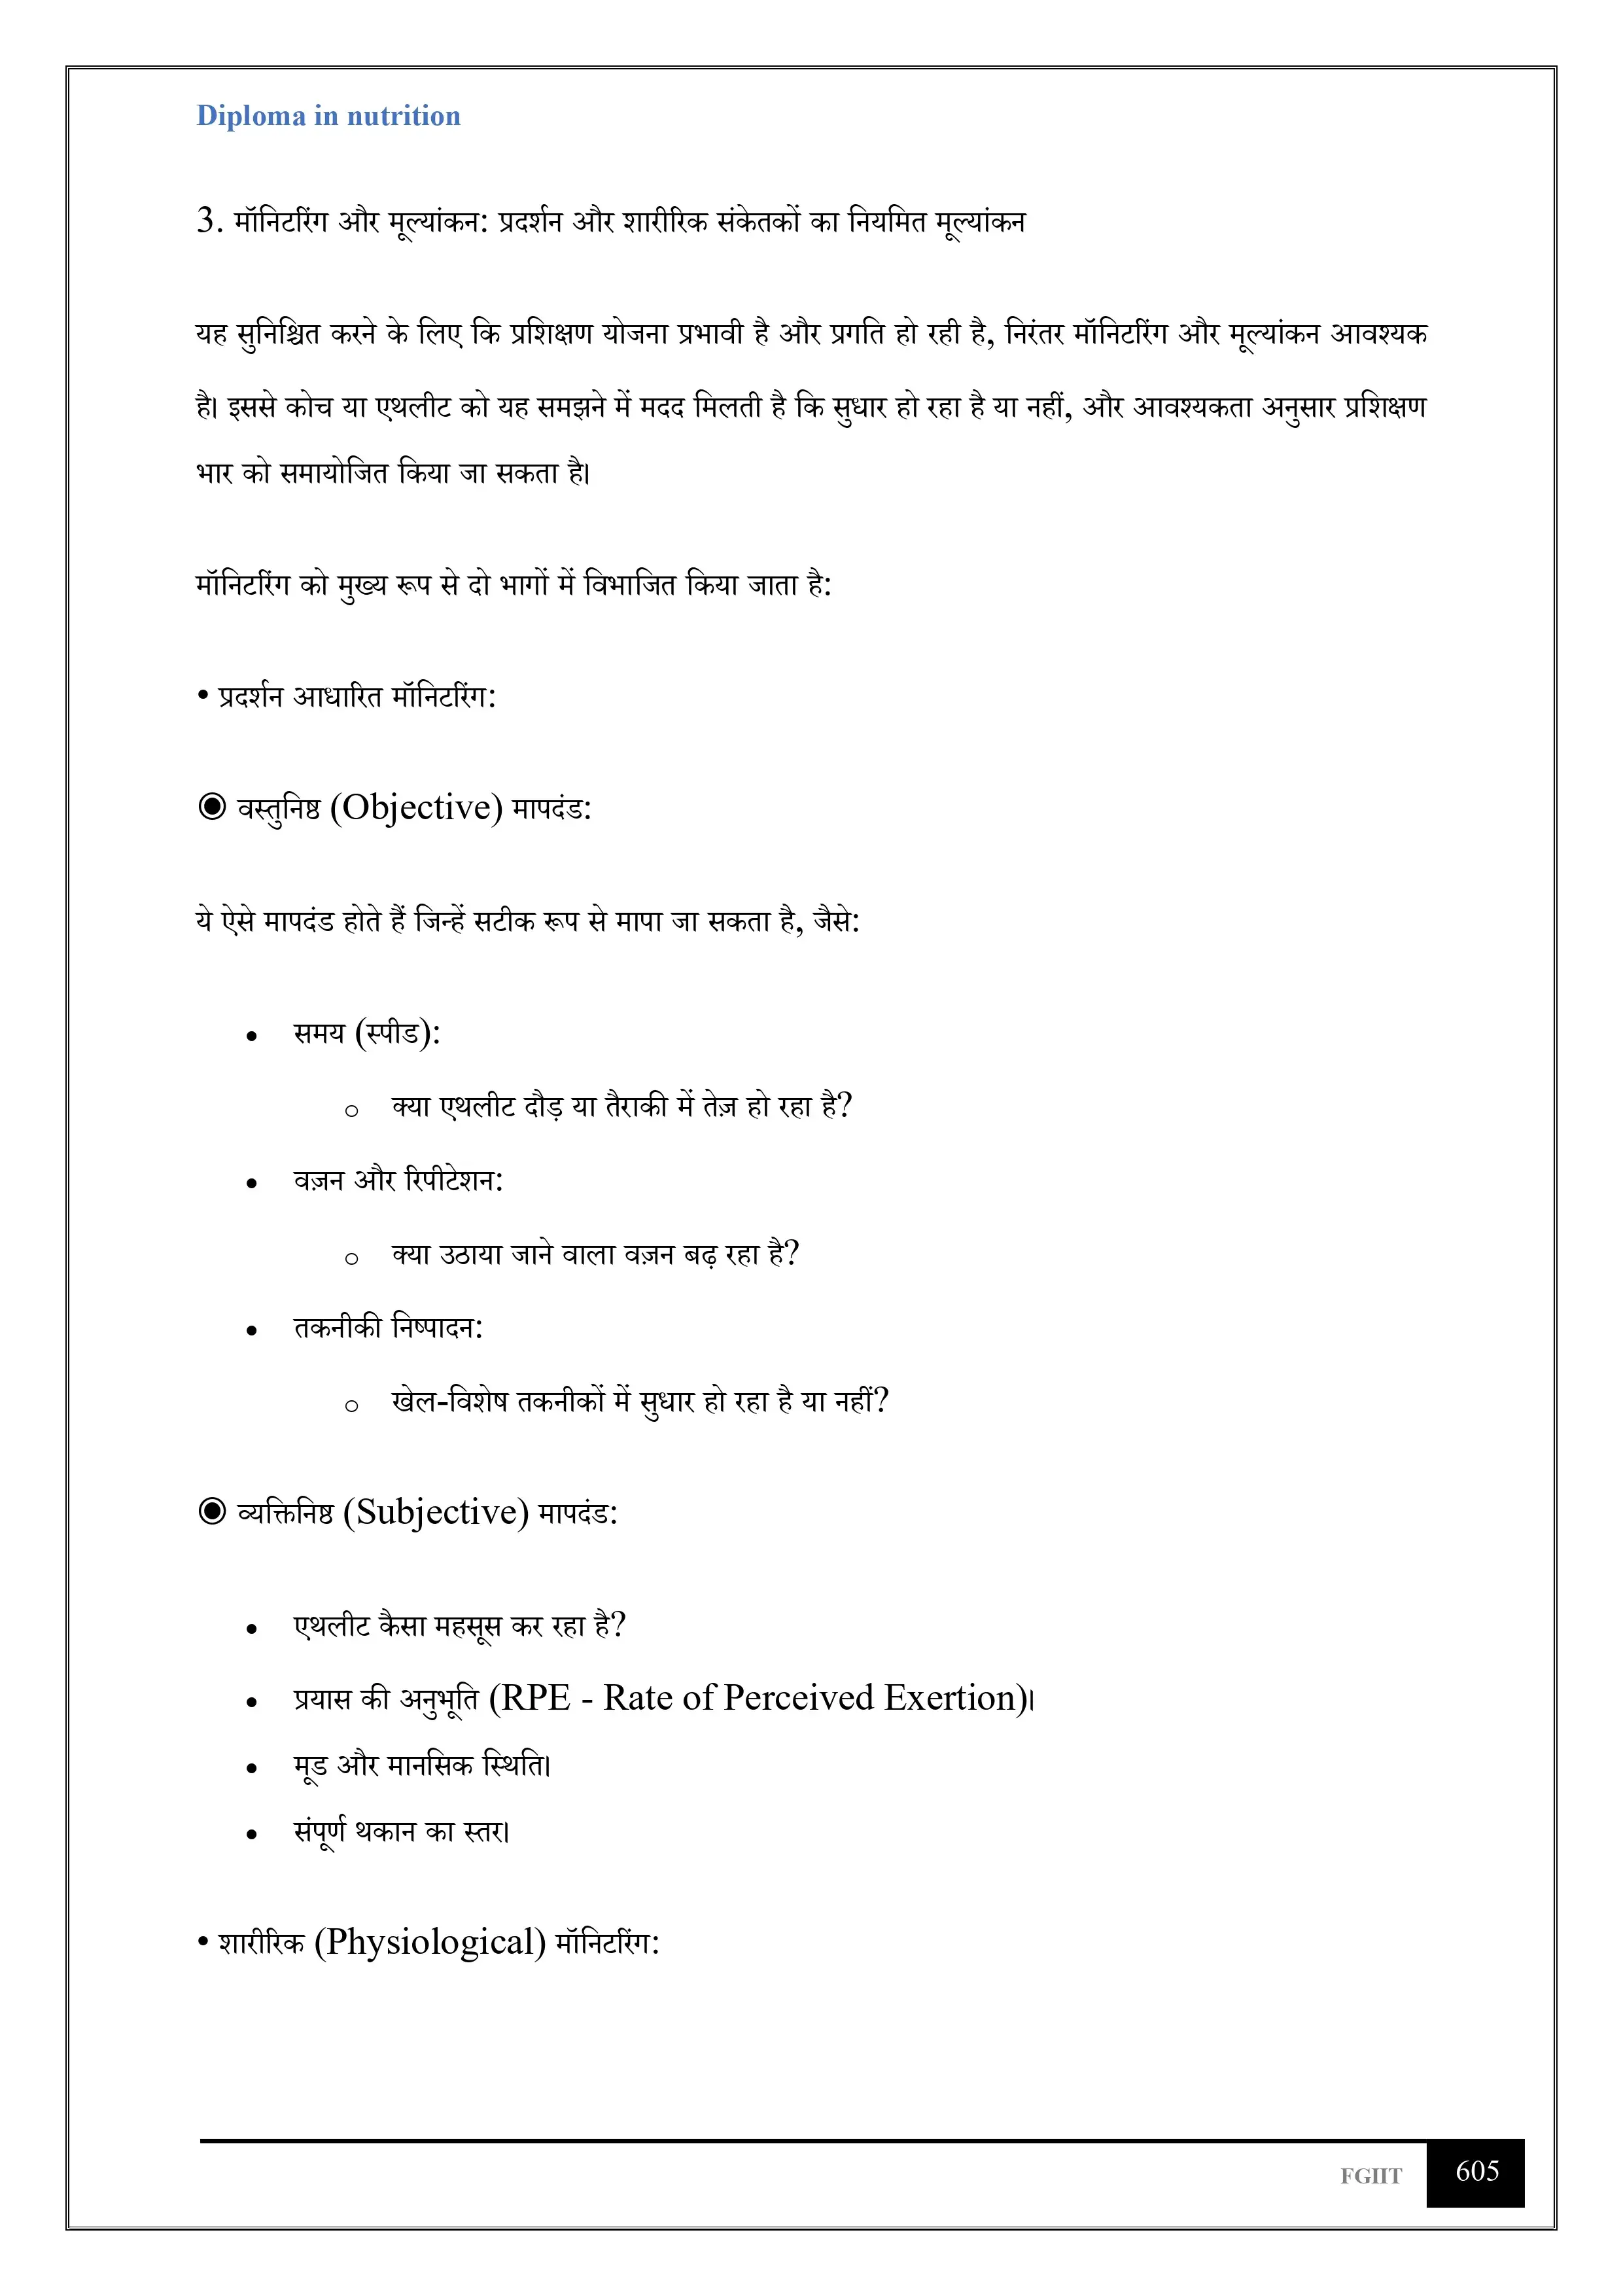 Diploma in nutrition
3. मॉनिटरिंग और मूल्यांकन: प्रदर्शन और शारीरिक संकेतकों का नियमित मूल्यांकन
यह सुनिश्चित करने के लिए कि प्रशिक्षण योजना प्रभावी है और प्रगति हो रही है, निरंतर मॉनिटरिंग और मूल्यांकन आवश्यक
है। इससे कोच या एथलीट को यह समझने में मदद मिलती है कि सुधार हो रहा है या नहीं, और आवश्यकता अनुसार प्रशिक्षण
भार को समायोजित किया जा सकता है।
मॉनिटरिंग को मुख्य रूप से दो भागों में विभाजित किया जाता है:
• प्रदर्शन आधारित मॉनिटरिंग:
◉ वस्तुनिष्ठ (Objective) मापदंड:
ये ऐसे मापदंड होते हैं जिन्हें सटीक रूप से मापा जा सकता है, जैसे:
• समय (स्पीड):
o क्या एथलीट दौड़ या तैराकी में तेज़ हो रहा है?
• वज़न और रिपीटेशन:
o क्या उठाया जाने वाला वज़न बढ़ रहा है?
• तकनीकी निष्पादन:
o खेल-विशेष तकनीकों में सुधार हो रहा है या नहीं?
◉ व्यक्तिनिष्ठ (Subjective) मापदंड:
• एथलीट कैसा महसूस कर रहा है?
• प्रयास की अनुभूति (RPE - Rate of Perceived Exertion)।
• मूड और मानसिक स्थिति।
• संपूर्ण थकान का स्तर।
• शारीरिक (Physiological) मॉनिटरिंग:
FGIIT 605